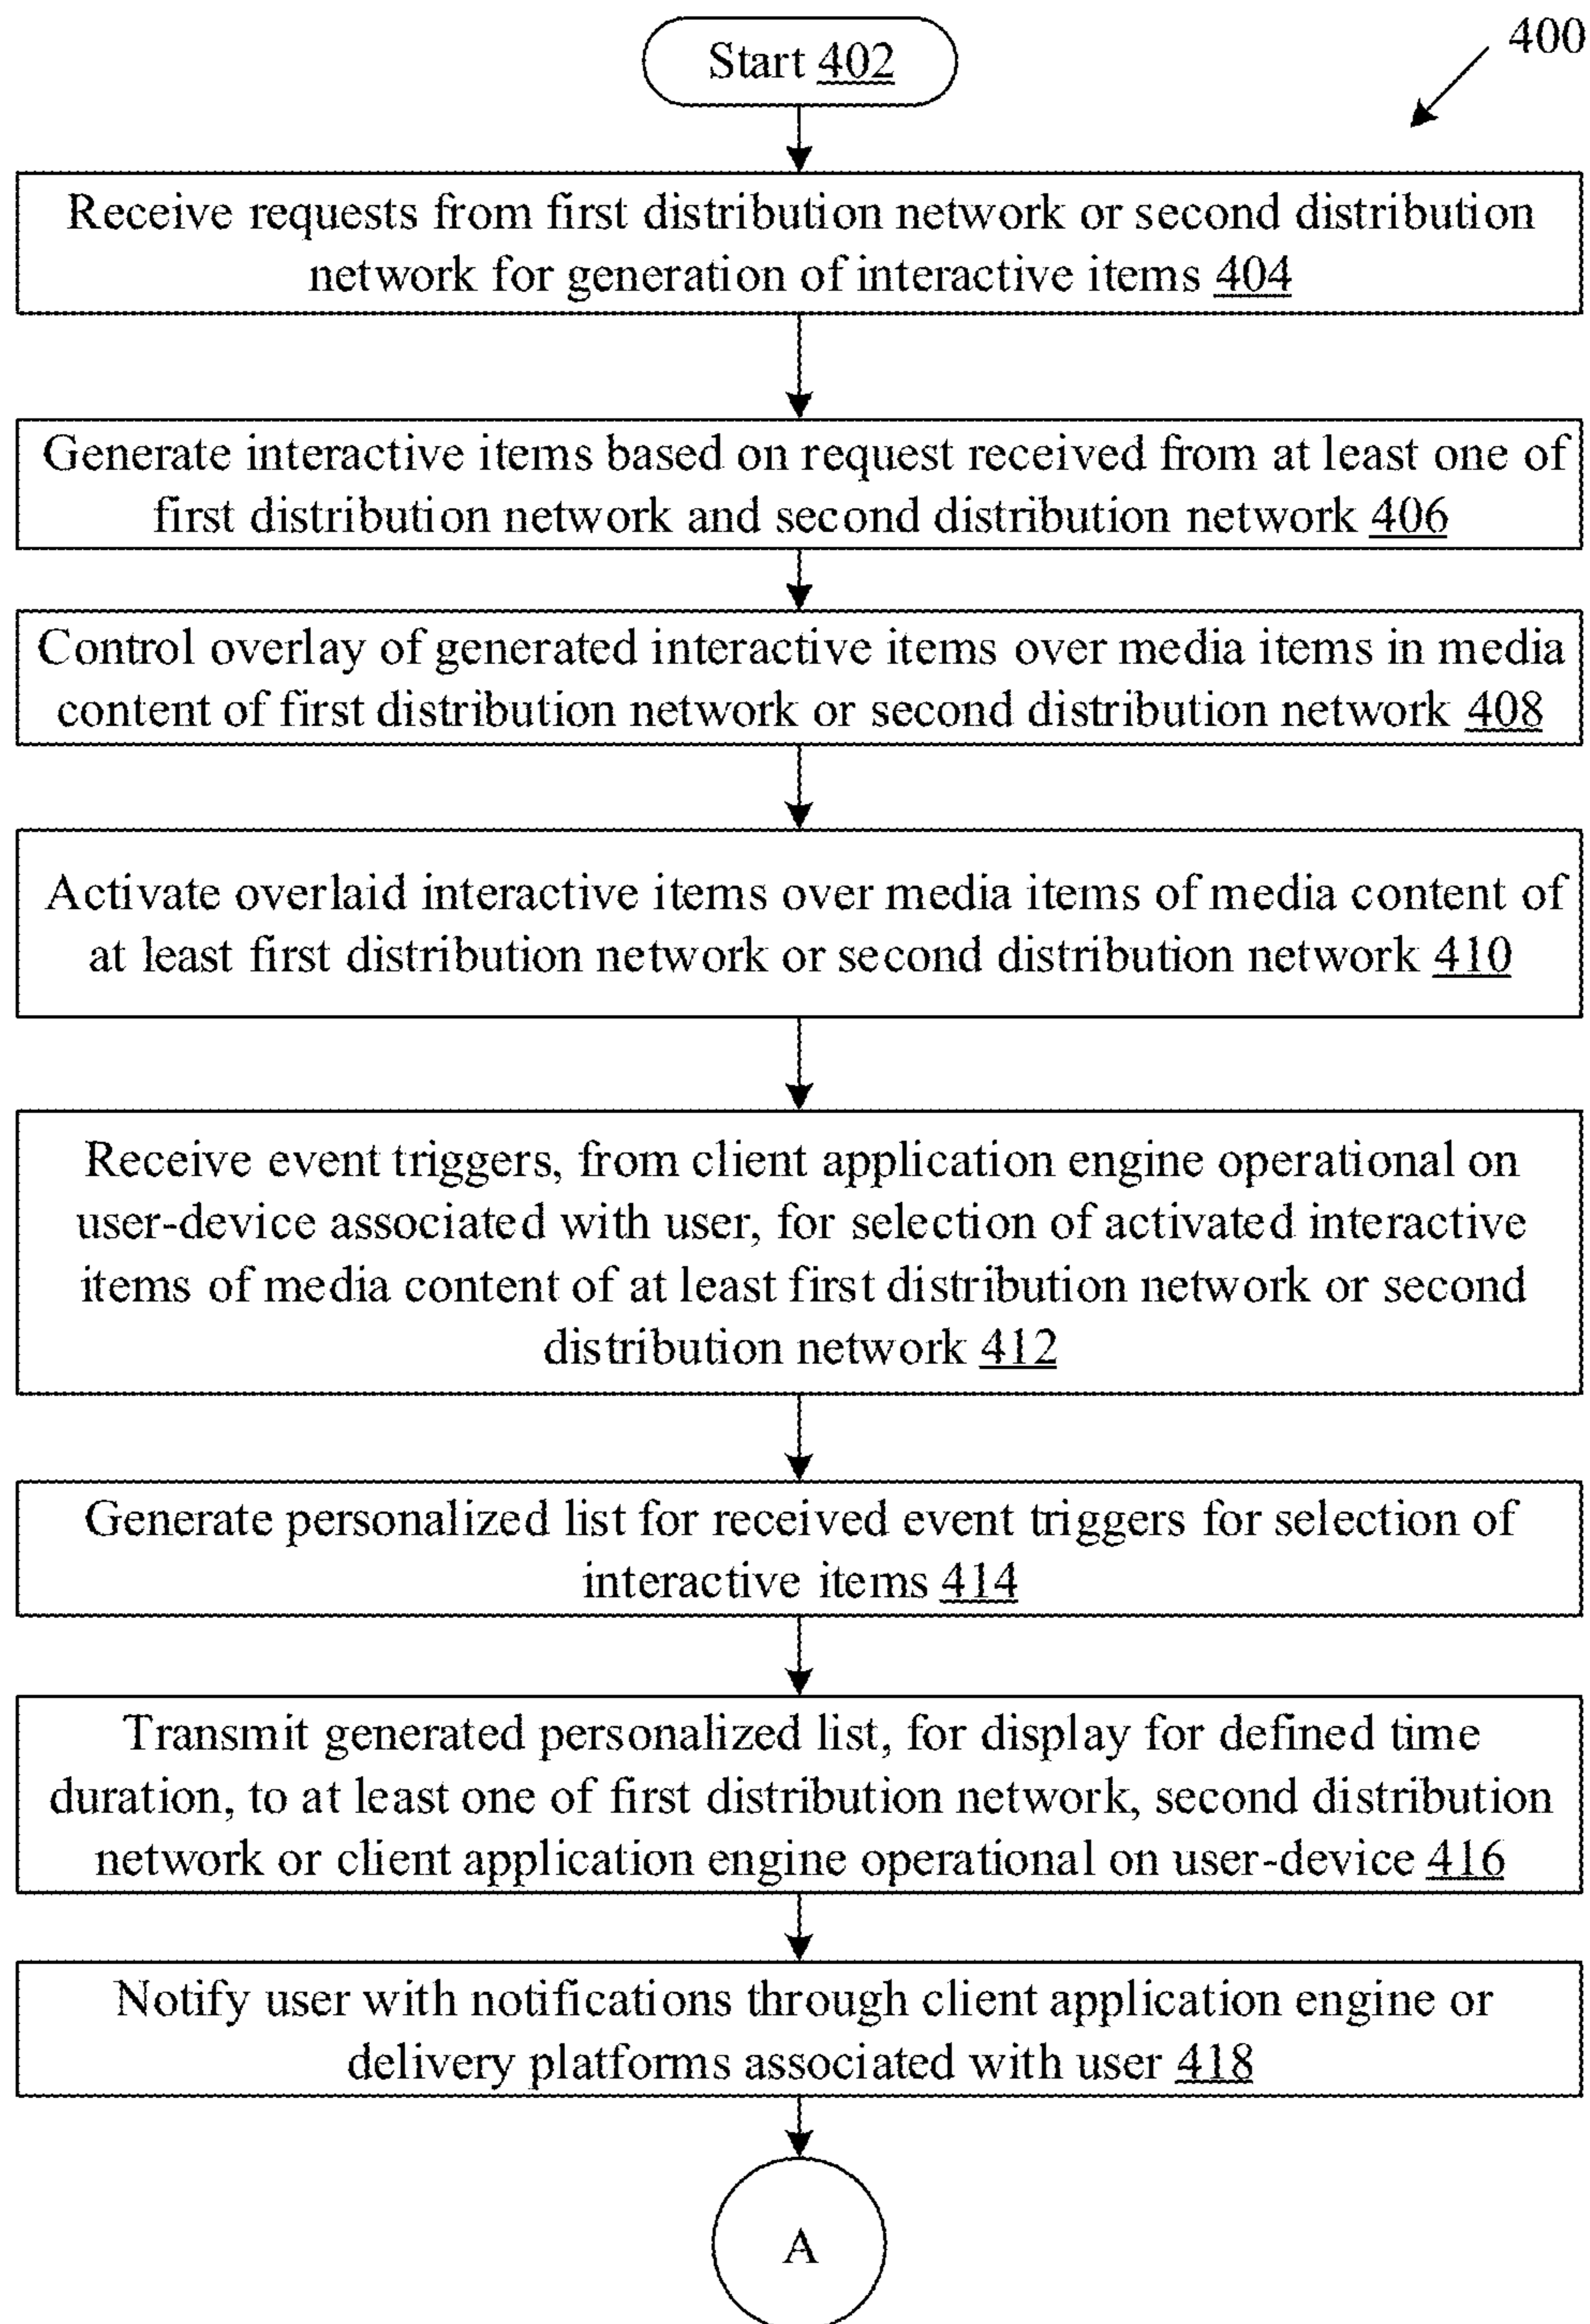 400
Start 402
Receive requests from first distribution network or second distribution
network for generation of interactive items 404
Generate interactive items based on request received from at least one of
first distribution network and second distribution network 406
Control overlay of generated interactive items over media items in media
content of first distribution network or second distribution network 408
Activate overlaid interactive items over media items of media content of
at least first distribution network or second distribution network 410
Receive event triggers, from client application engine operational on
user-device associated with user, for selection of activated interactive
items of media content of at least first distribution network or second
distribution network 412
Generate personalized list for received event triggers for selection of
interactive items 414
Transmit generated personalized list, for display for defined time
duration, to at least one of first distribution network, second distribution
network or client application engine operational on user-device 416
Notify user with notifications through client application engine or
delivery platforms associated with user 418
A